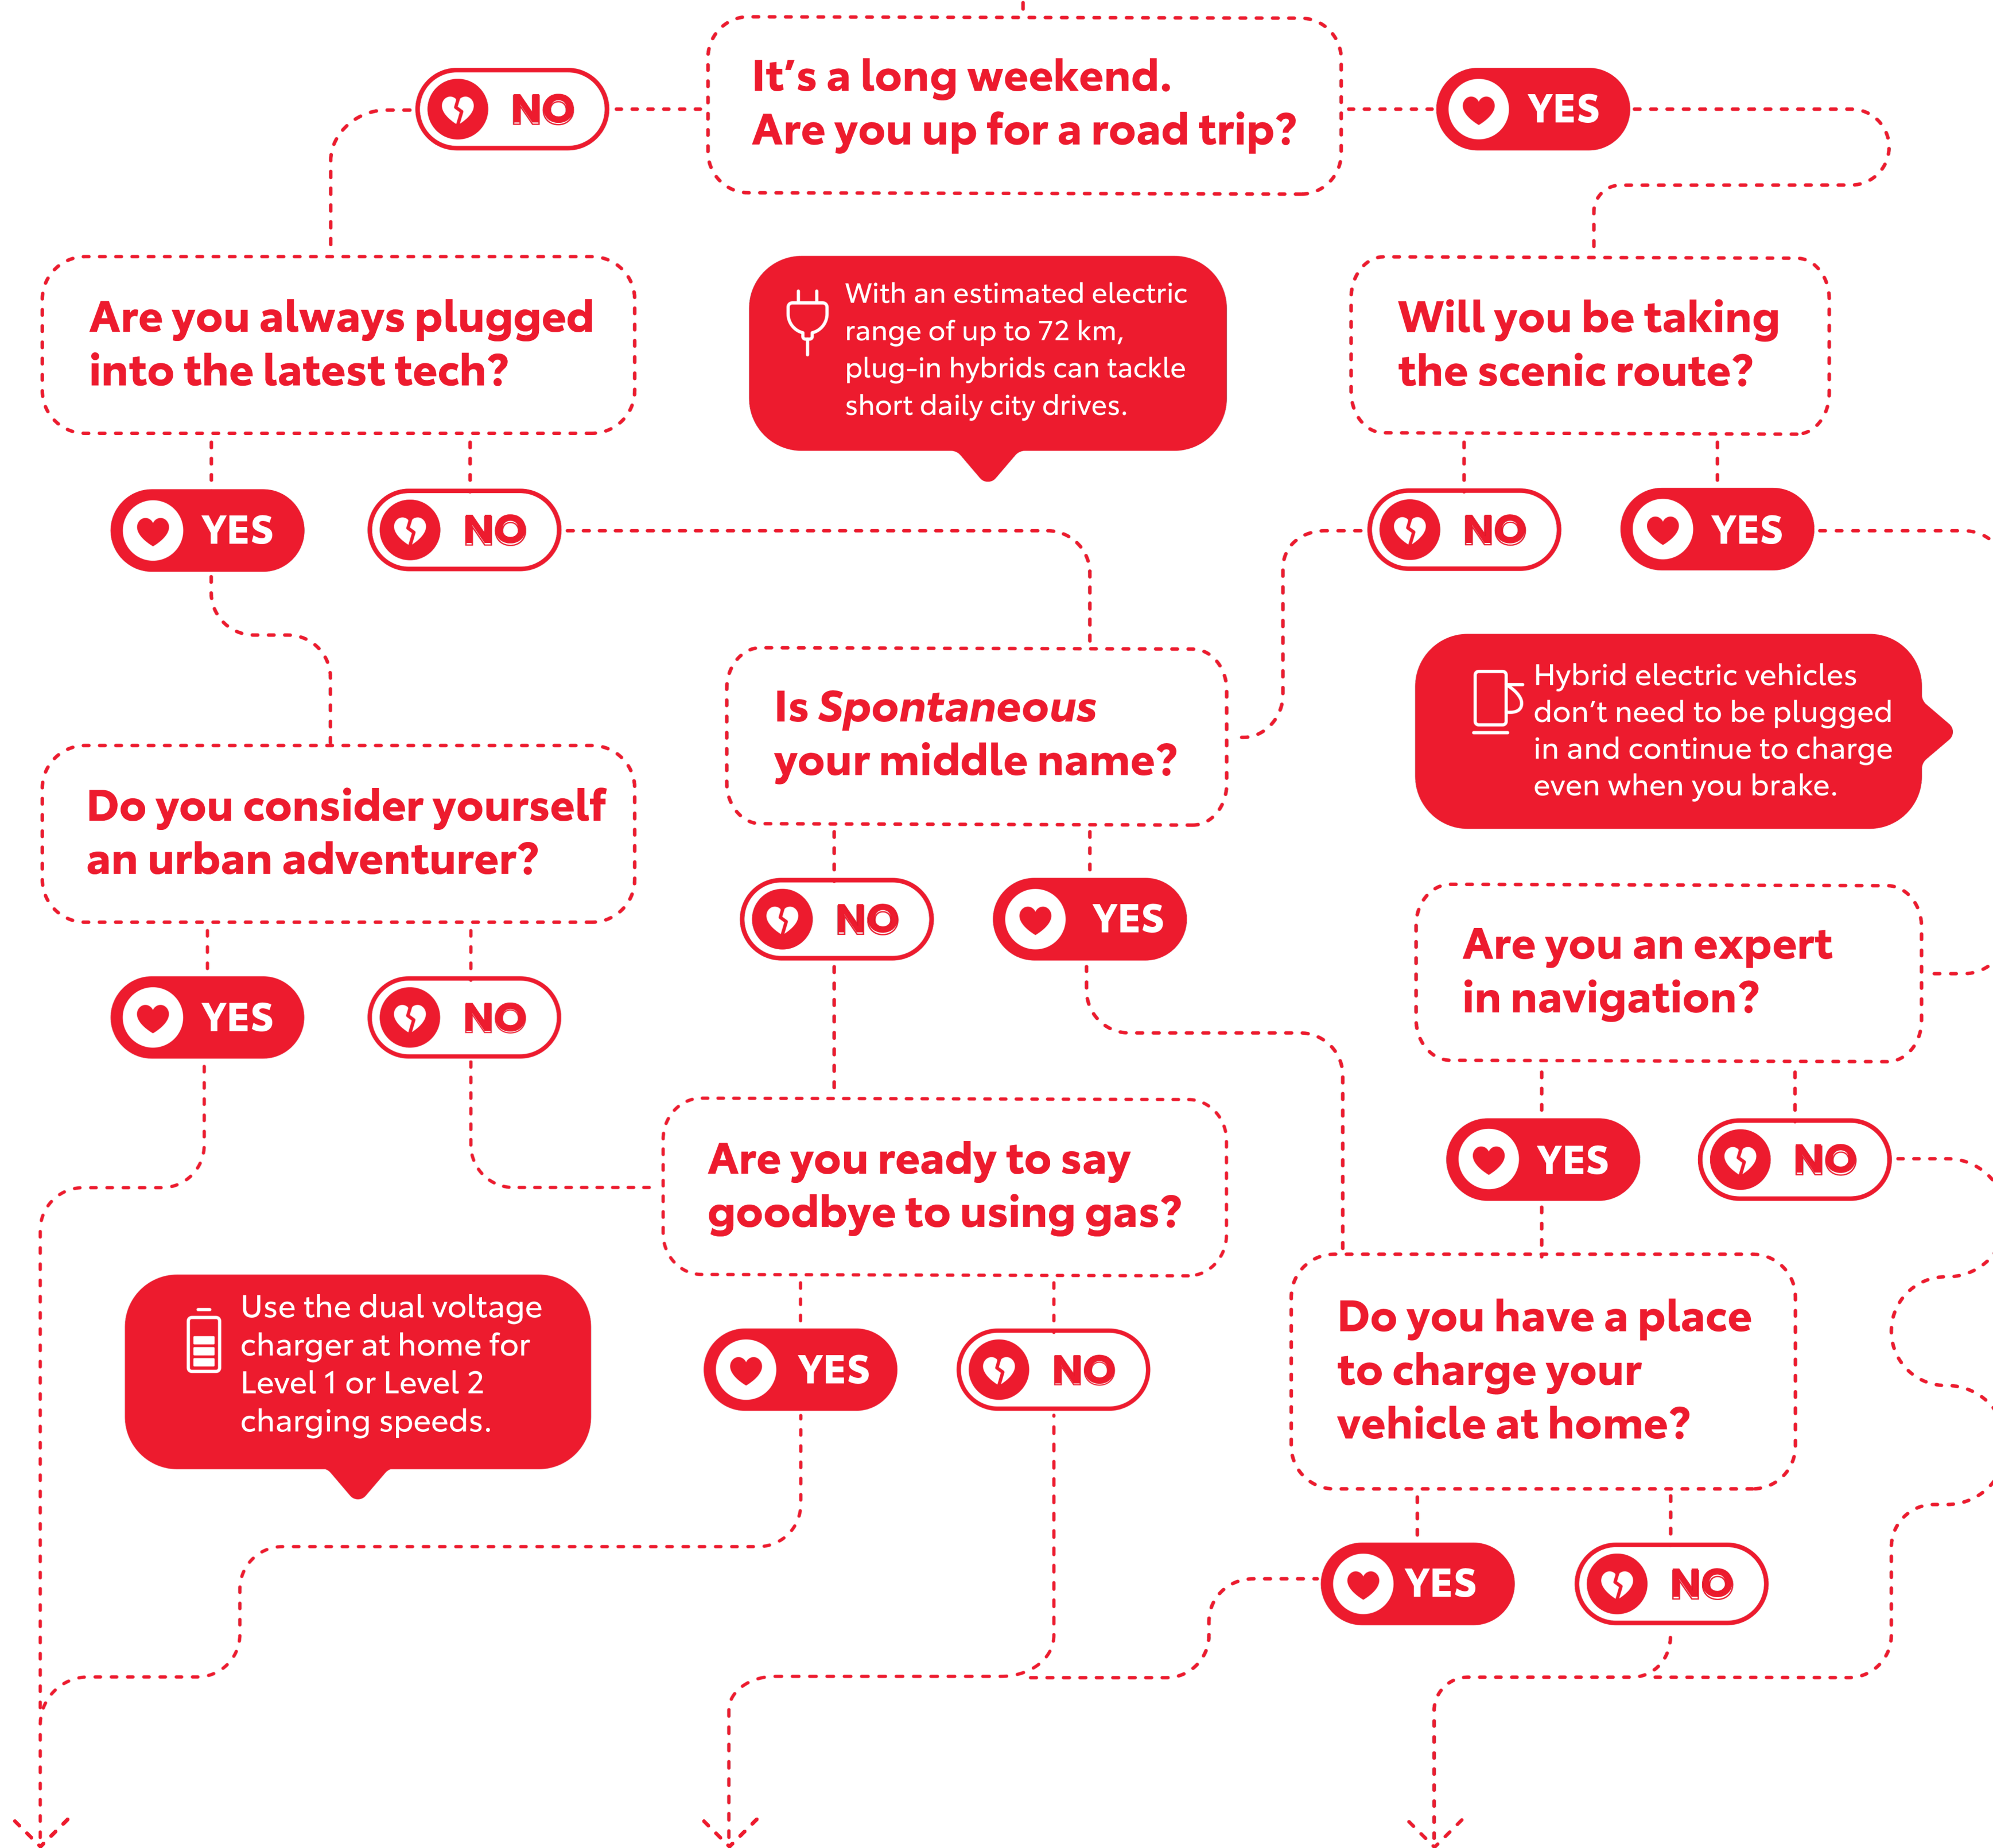 It's a long weekend.
Are you up for a road trip?
NO
YES
Are you always plugged
into the latest tech?
YES
NO
With an estimated electric
range of up to 72 km,
plug-in hybrids can tackle
short daily city drives.
Will you be taking
the scenic route?
NO
YES
Hybrid electric vehicles
don't need to be plugged
in and continue to charge
even when you brake.
Is Spontaneous
your middle name?
NO
YES
Do you consider yourself
an urban adventurer?
YES
NO
Are you an expert
in navigation?
YES
NO
Are you ready to say
goodbye to using gas?
YES
NO
Use the dual voltage
charger at home for
Level 1 or Level 2
charging speeds.
Do you have a place
to charge your
vehicle at home?
YES
NO